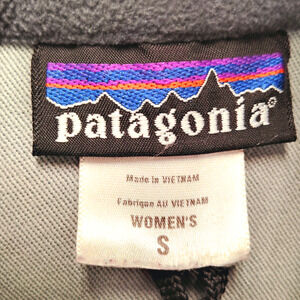 patagonia®
Made in VIETNAM
Fabriqué AU VIETNAM
WOMEN'S
S